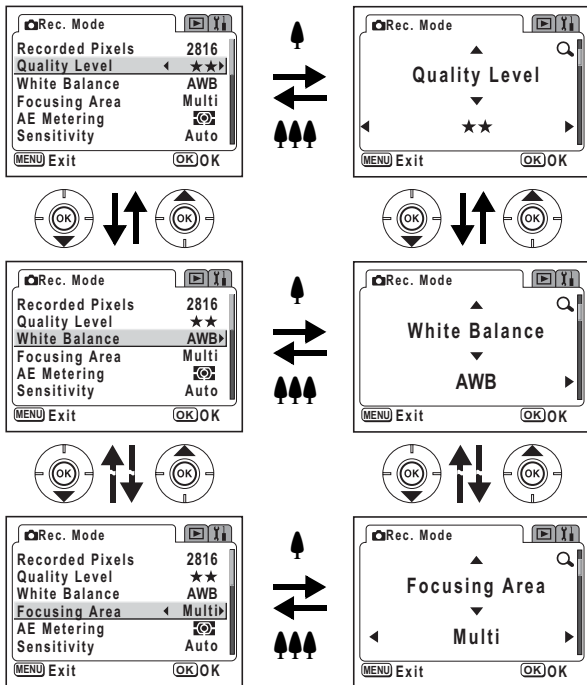 Rec. Mode
Recorded Pixels 2816
Quality Level ★★
White Balance AWB
Focusing Area Multi
AE Metering
Sensitivity Auto
MENU Exit OK OK
Rec. Mode
Quality Level
★★
MENU Exit OK OK
OK
OK
OK
OK
Rec. Mode
Recorded Pixels 2816
Quality Level ★★
White Balance AWB
Focusing Area Multi
AE Metering
Sensitivity Auto
MENU Exit OK OK
Rec. Mode
White Balance
AWB
MENU Exit OK OK
OK
OK
OK
OK
Rec. Mode
Recorded Pixels 2816
Quality Level ★★
White Balance AWB
Focusing Area Multi
AE Metering
Sensitivity Auto
MENU Exit OK OK
Rec. Mode
Focusing Area
Multi
MENU Exit OK OK